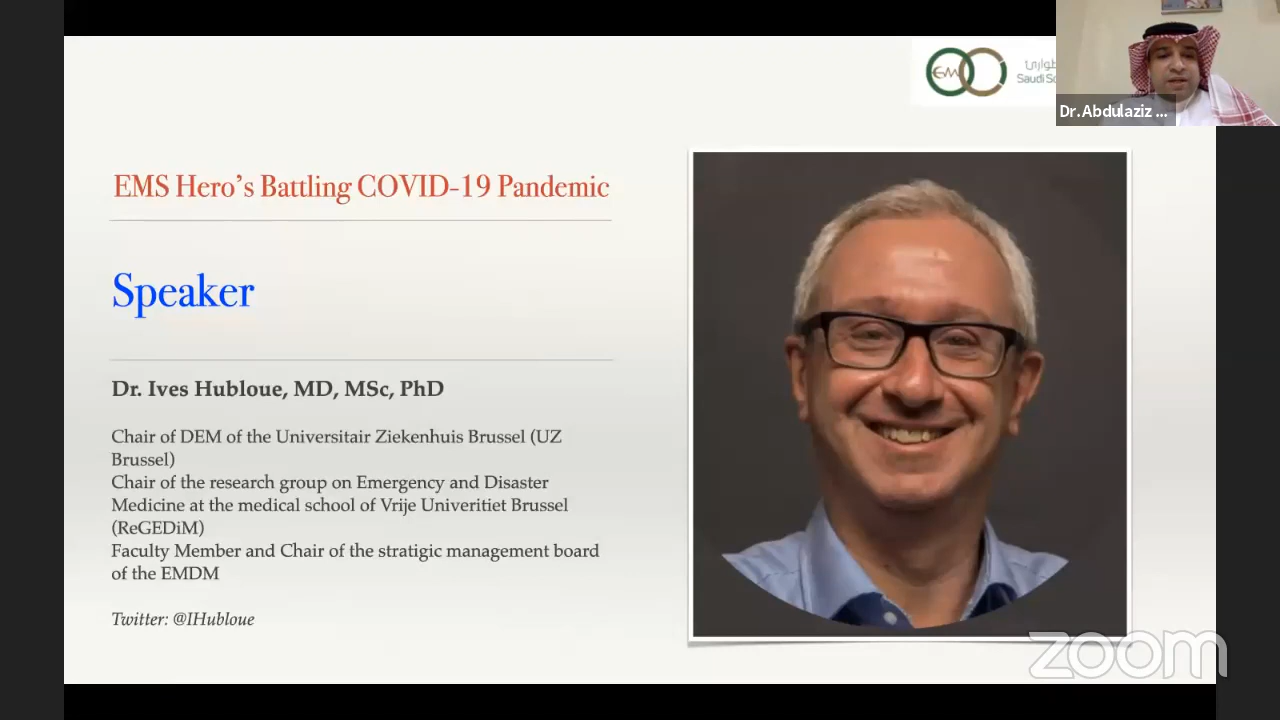 EM
طوارئ
Saudi So
Dr.Abdulaziz ...
EMS Hero’s Battling COVID-19 Pandemic
Speaker
Dr. Ives Hubloue, MD, MSc, PhD
Chair of DEM of the Universitair Ziekenhuis Brussel (UZ
Brussel)
Chair of the research group on Emergency and Disaster
Medicine at the medical school of Vrije Univeritiet Brussel
(ReGEDiM)
Faculty Member and Chair of the stratigic management board
of the EMDM
Twitter: @IHubloue
zoom